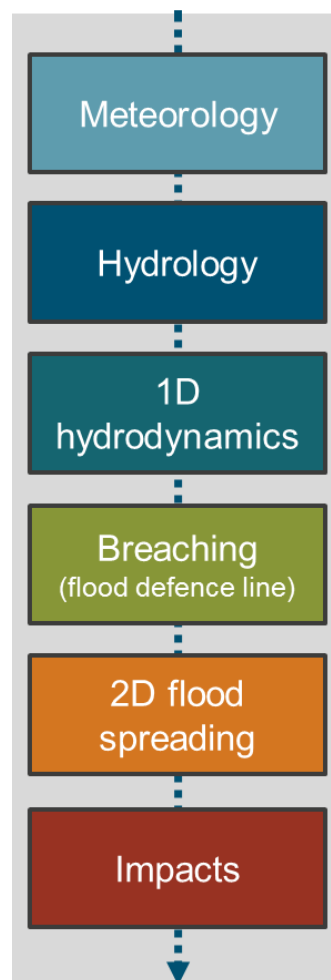 Meteorology
Hydrology
1D
hydrodynamics
Breaching
(flood defence line)
2D flood
spreading
Impacts